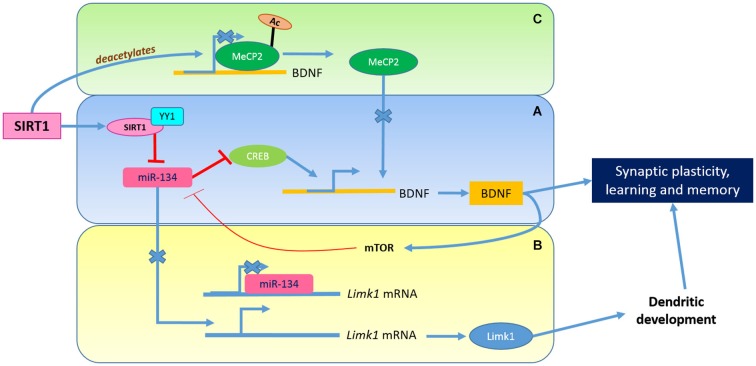 C
Ac
deacetylates
MeCP2
BDNF
MeCP2
SIRT1
A
YY1
SIRT1
CREB
miR-134
BDNF
BDNF
Synaptic plasticity,
learning and memory
B
mTOR
miR-134
Limk1 mRNA
Limk1 mRNA
Limk1
Dendritic
development